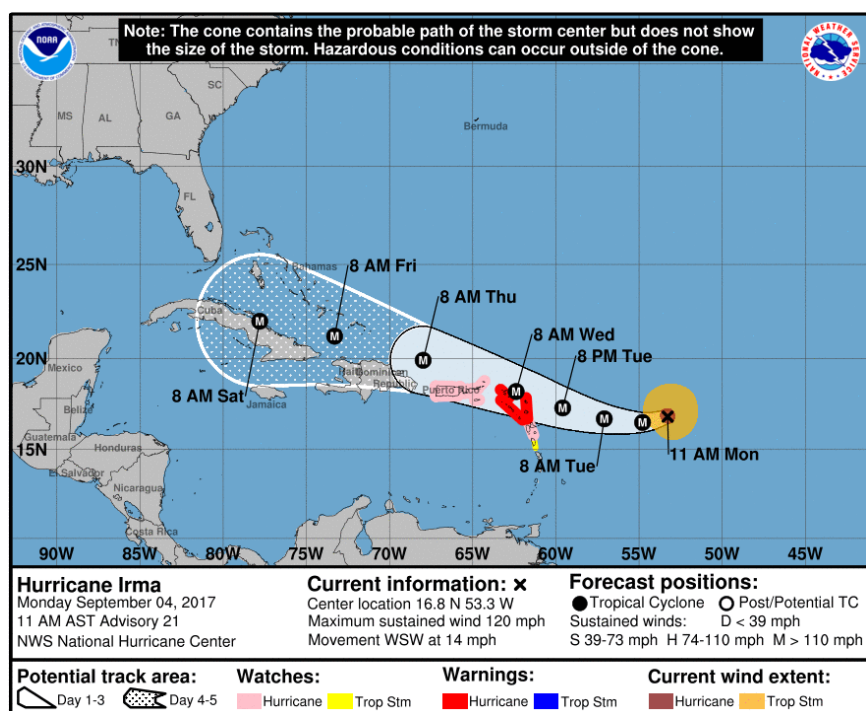 Note: The cone contains the probable path of the storm center but does not show
the size of the storm. Hazardous conditions can occur outside of the cone.
NOAA
NATIONAL WEATHER SERVICE
TN
SC
MS
AL
GA
Bermuda
30N
FL
25N
Bahamas
8 AM Fri
8 AM Thu
Cuba
M
M
8 AM Wed
20N
M
8 PM Tue
Mexico
Haiti
Dominican
Republic
Puerto Rico
M
M
M
M
8 AM Sat
Jamaica
Belize
Guatemala
15N
Honduras
8 AM Tue
11 AM Mon
El Salvador
Nicaragua
Costa Rica
90W 85W 80W 75W 70W 65W 60W 55W 50W 45W
Hurricane Irma
Monday September 04, 2017
11 AM AST Advisory 21
NWS National Hurricane Center
Current information: ×
Center location 16.8 N 53.3 W
Maximum sustained wind 120 mph
Movement WSW at 14 mph
Forecast positions:
● Tropical Cyclone ○ Post/Potential TC
Sustained winds: D < 39 mph
S 39-73 mph H 74-110 mph M > 110 mph
Potential track area:
Day 1-3 Day 4-5
Watches:
Hurricane Trop Stm
Warnings:
Hurricane Trop Stm
Current wind extent:
Hurricane Trop Stm